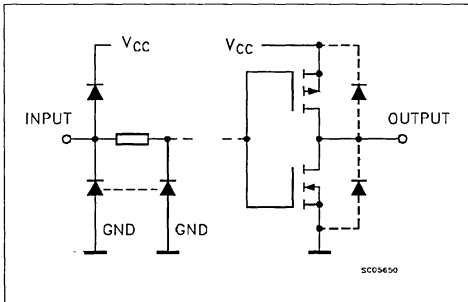 VCC
VCC
INPUT
OUTPUT
GND
GND
SC05650